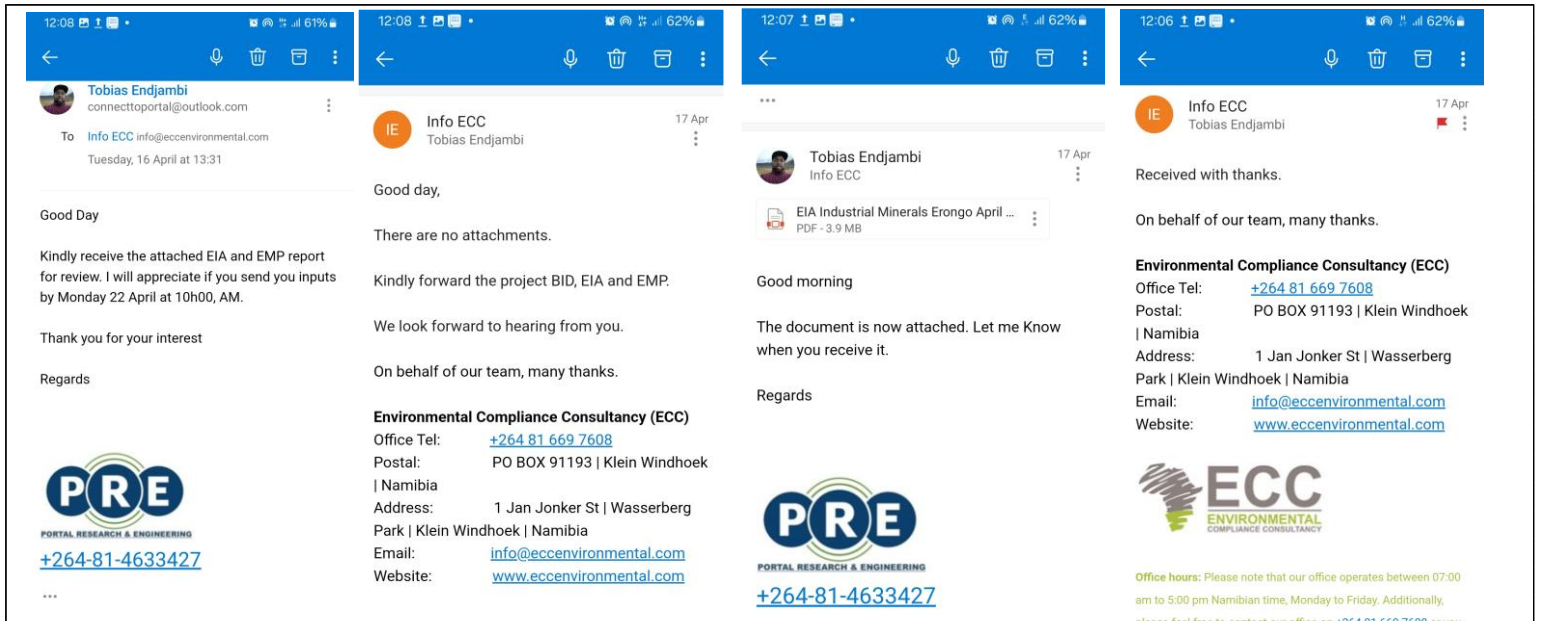 12:08 61%
Tobias Endjambi
connecttoportal@outlook.com
To Info ECC info@eccenvironmental.com
Tuesday, 16 April at 13:31
Good Day
Kindly receive the attached EIA and EMP report
for review. I will appreciate if you send you inputs
by Monday 22 April at 10h00, AM.
Thank you for your interest
Regards
PRE
PORTAL RESEARCH & ENGINEERING
+264-81-4633427
...
12:08 62%
IE
Info ECC 17 Apr
Tobias Endjambi
Good day,
There are no attachments.
Kindly forward the project BID, EIA and EMP.
We look forward to hearing from you.
On behalf of our team, many thanks.
Environmental Compliance Consultancy (ECC)
Office Tel: +264 81 669 7608
Postal: PO BOX 91193 | Klein Windhoek
| Namibia
Address: 1 Jan Jonker St | Wasserberg
Park | Klein Windhoek | Namibia
Email: info@eccenvironmental.com
Website: www.eccenvironmental.com
12:07 62%
...
Tobias Endjambi 17 Apr
Info ECC
EIA Industrial Minerals Erongo April ...
PDF - 3.9 MB
Good morning
The document is now attached. Let me Know
when you receive it.
Regards
PRE
PORTAL RESEARCH & ENGINEERING
+264-81-4633427
12:06 62%
IE
Info ECC 17 Apr
Tobias Endjambi
Received with thanks.
On behalf of our team, many thanks.
Environmental Compliance Consultancy (ECC)
Office Tel: +264 81 669 7608
Postal: PO BOX 91193 | Klein Windhoek
| Namibia
Address: 1 Jan Jonker St | Wasserberg
Park | Klein Windhoek | Namibia
Email: info@eccenvironmental.com
Website: www.eccenvironmental.com
ECC
ENVIRONMENTAL
COMPLIANCE CONSULTANCY
Office hours: Please note that our office operates between 07:00
am to 5:00 pm Namibian time, Monday to Friday. Additionally,